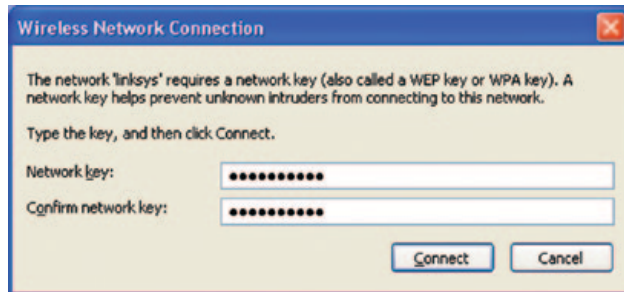 Wireless Network Connection
The network 'linksys' requires a network key (also called a WEP key or WPA key). A
network key helps prevent unknown intruders from connecting to this network.
Type the key, and then click Connect.
Network key: ●●●●●●●●●●
Confirm network key: ●●●●●●●●●●
Connect Cancel